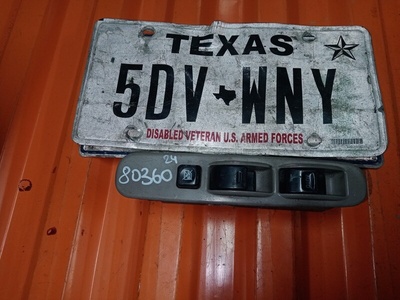 TEXAS
5DV WNY
DISABLED VETERAN U.S. ARMED FORCES
24
80360